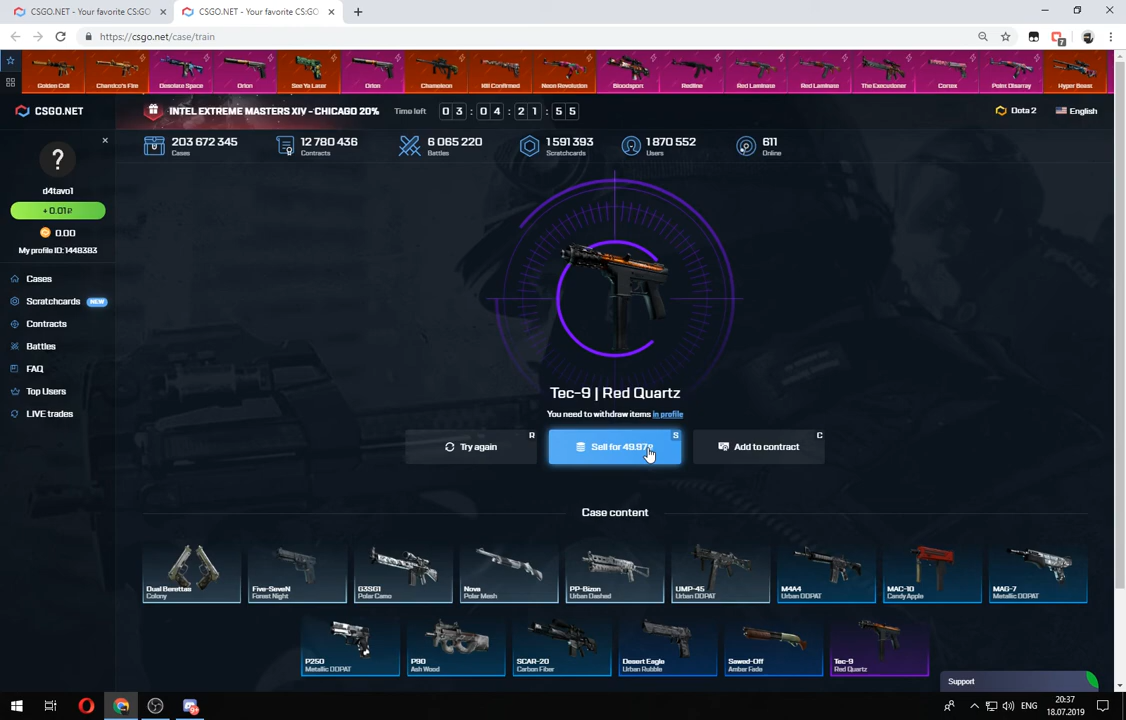 CSGO.NET - Your favorite CS:GO
CSGO.NET - Your favorite CS:GO
https://csgo.net/case/train
7
Golden Coil
Chantico's Fire
Desolate Space
Orion
See Ya Later
Orion
Chameleon
Kill Confirmed
Neon Revolution
Bloodsport
Redline
Red Laminate
Red Laminate
The Executioner
Cortex
Point Disarray
Hyper Beast
CSGO.NET
INTEL EXTREME MASTERS XIV - CHICAGO 20%
Time left
0 3 : 0 4 : 2 1 : 5 5
Dota 2
English
203 672 345
Cases
12 780 436
Contracts
6 065 220
Battles
1 591 393
Scratchcards
1 870 552
Users
611
Online
?
d4tavo1
+ 0.01₽
0.00
My profile ID: 1448383
Cases
Scratchcards
NEW
Contracts
Battles
FAQ
Top Users
LIVE trades
Tec-9 | Red Quartz
You need to withdraw items in profile
Try again
R
Sell for 49.97₽
S
Add to contract
C
Case content
Dual Berettas
Colony
Five-SeveN
Forest Night
G3SG1
Polar Camo
Nova
Polar Mesh
PP-Bizon
Urban Dashed
UMP-45
Urban DDPAT
M4A4
Urban DDPAT
MAC-10
Candy Apple
MAG-7
Metallic DDPAT
P250
Metallic DDPAT
P90
Ash Wood
SCAR-20
Carbon Fiber
Desert Eagle
Urban Rubble
Sawed-Off
Amber Fade
Tec-9
Red Quartz
Support
ENG
20:37
18.07.2019